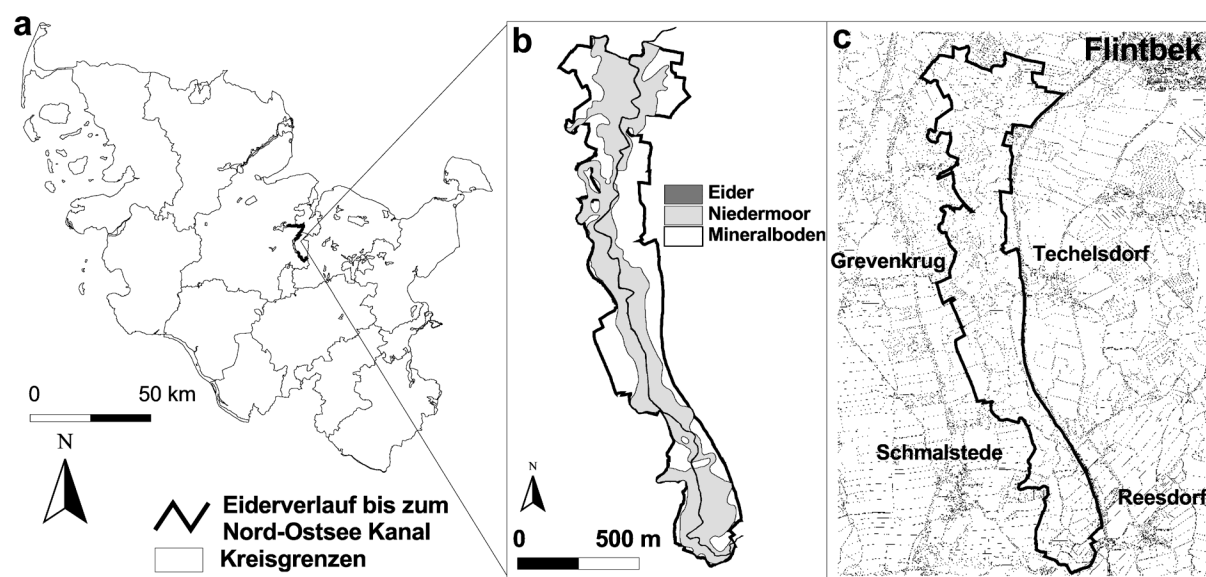 a
0 50 km
N
Eiderverlauf bis zum
Nord-Ostsee Kanal
Kreisgrenzen
b
Eider
Niedermoor
Mineralboden
N
0 500 m
c
Flintbek
Grevenkrug
Techelsdorf
Schmalstede
Reesdorf